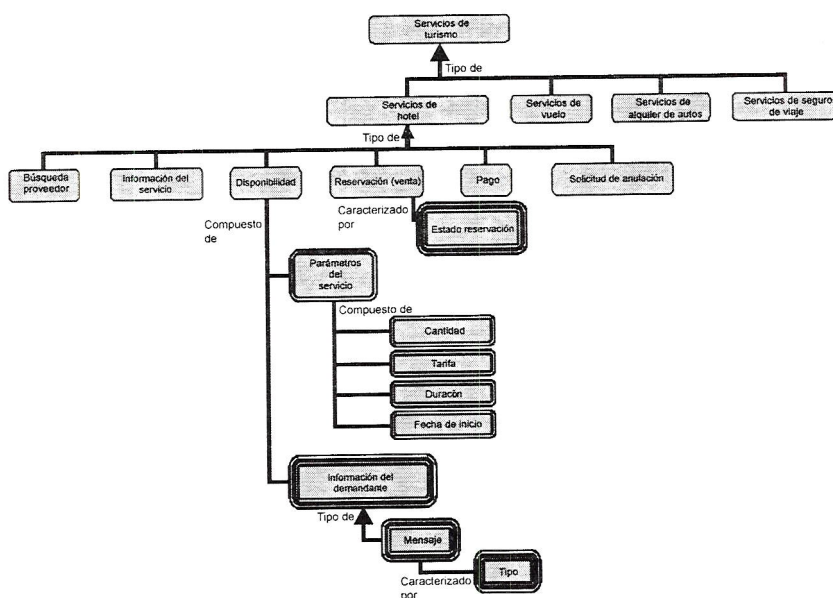 Servicios de
turismo
Tipo de
Servicios de
hotel
Servicios de
vuelo
Servicios de
alquiler de autos
Servicios de seguro
de viaje
Tipo de
Búsqueda
proveedor
Información del
servicio
Disponibilidad
Reservación (venta)
Pago
Solicitud de anulación
Compuesto
de
Caracterizado
por
Estado reservación
Parámetros
del
servicio
Compuesto de
Cantidad
Tarifa
Duracón
Fecha de inicio
Información del
demandante
Tipo de
Mensaje
Caracterizado
por
Tipo